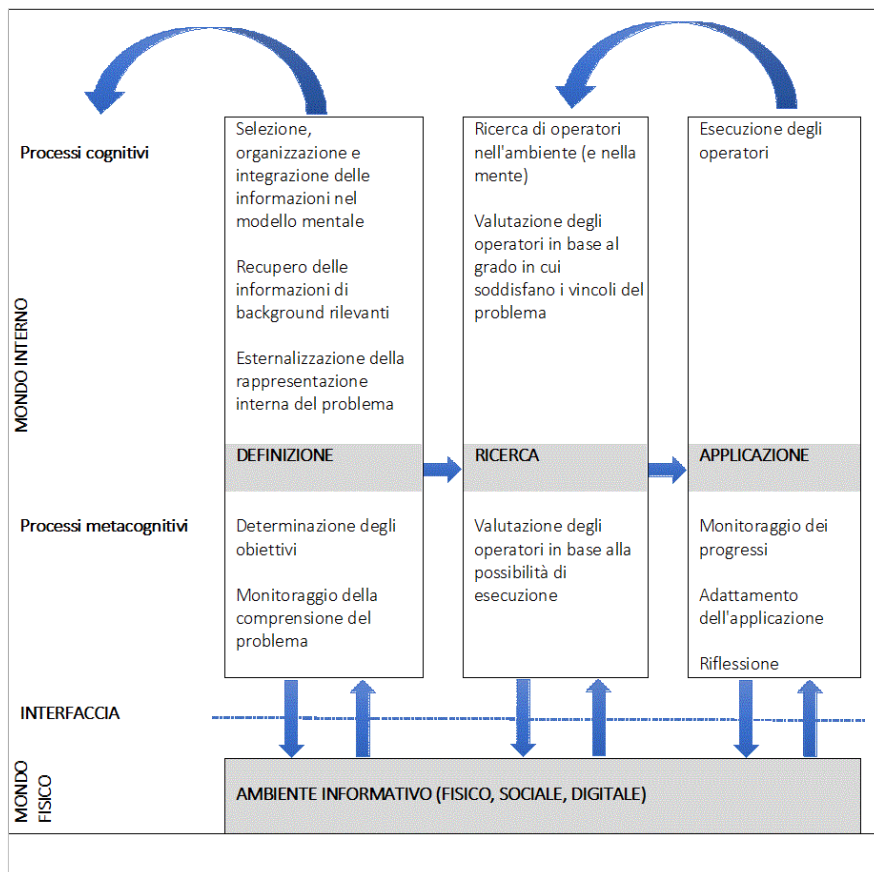 Processi cognitivi
Selezione,
organizzazione e
integrazione delle
informazioni nel
modello mentale
Recupero delle
informazioni di
background rilevanti
Esternalizzazione della
rappresentazione
interna del problema
Ricerca di operatori
nell'ambiente (e nella
mente)
Valutazione degli
operatori in base al
grado in cui
soddisfano i vincoli del
problema
Esecuzione degli
operatori
MONDO INTERNO
DEFINIZIONE
RICERCA
APPLICAZIONE
Processi metacognitivi
Determinazione degli
obiettivi
Monitoraggio della
comprensione del
problema
Valutazione degli
operatori in base alla
possibilità di
esecuzione
Monitoraggio dei
progressi
Adattamento
dell'applicazione
Riflessione
INTERFACCIA
MONDO
FISICO
AMBIENTE INFORMATIVO (FISICO, SOCIALE, DIGITALE)